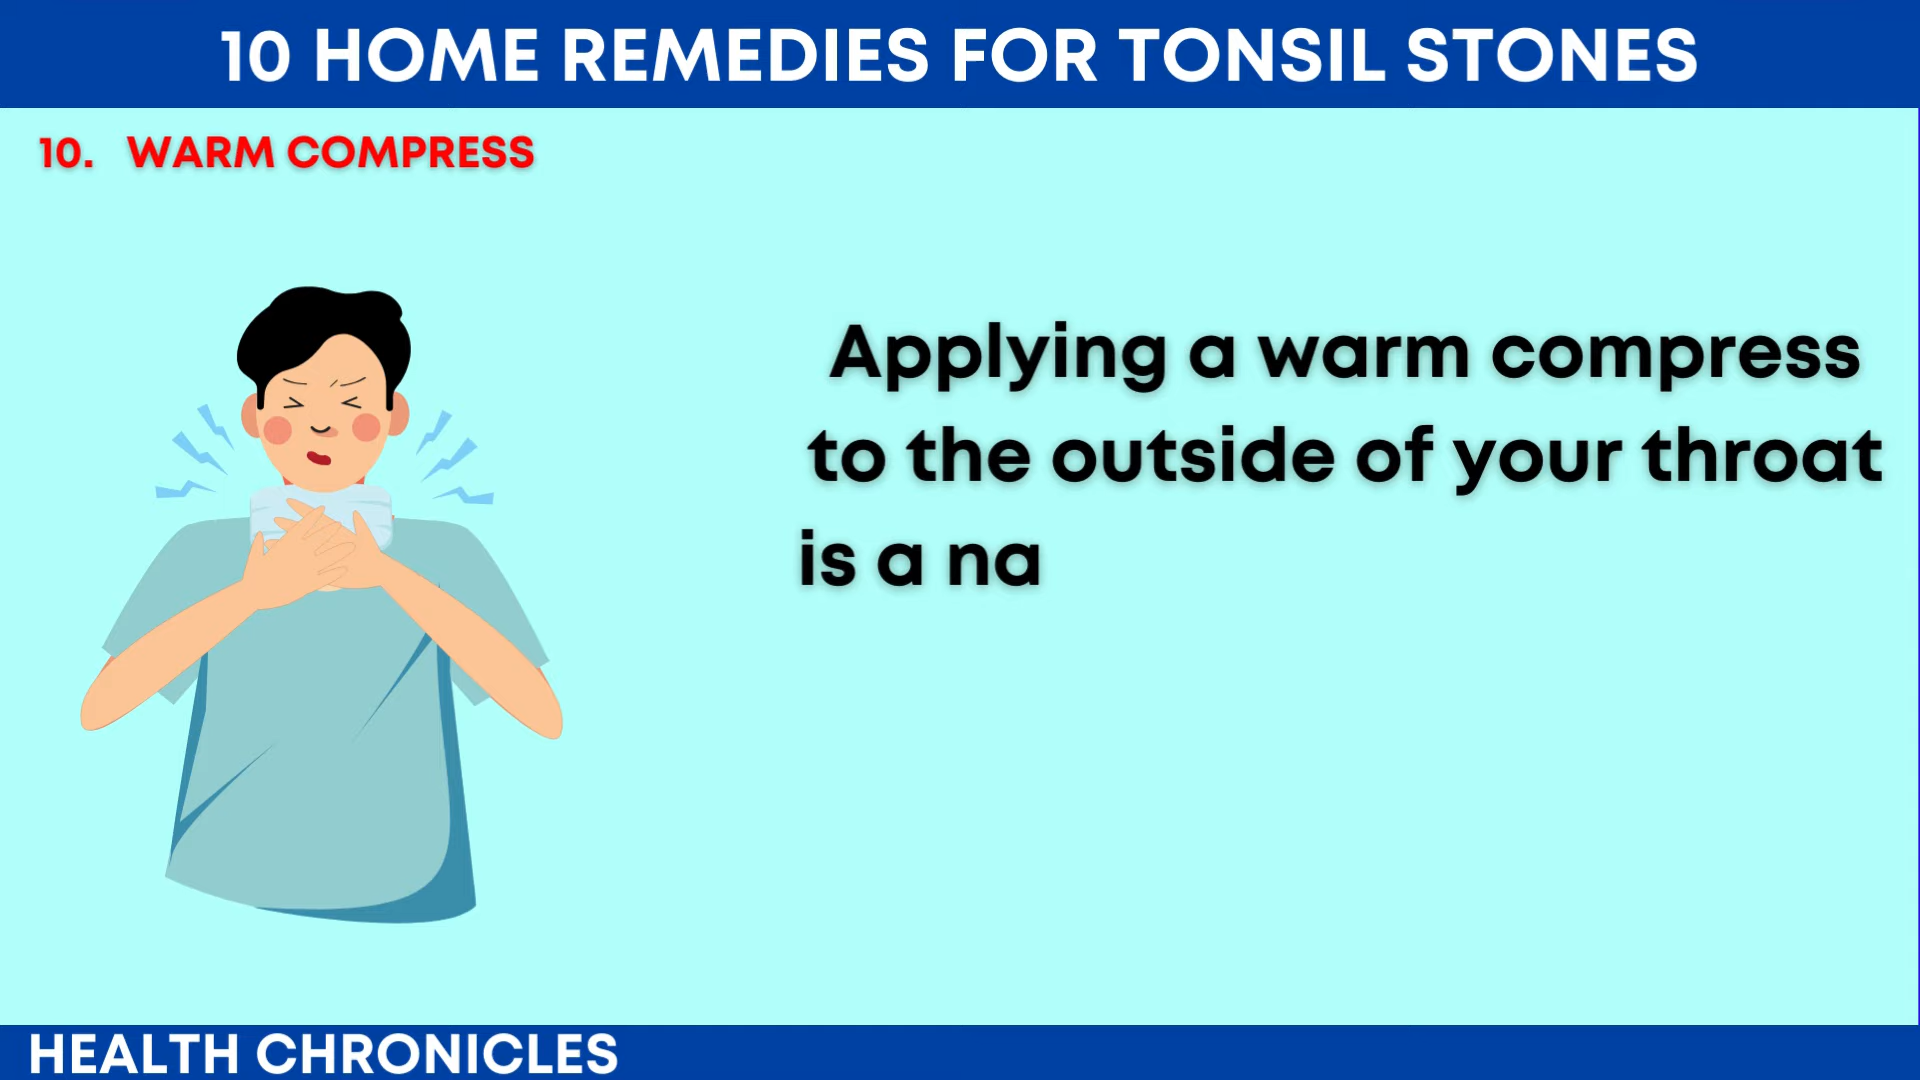 10 HOME REMEDIES FOR TONSIL STONES
10. WARM COMPRESS
Applying a warm compress
to the outside of your throat
is a na
HEALTH CHRONICLES